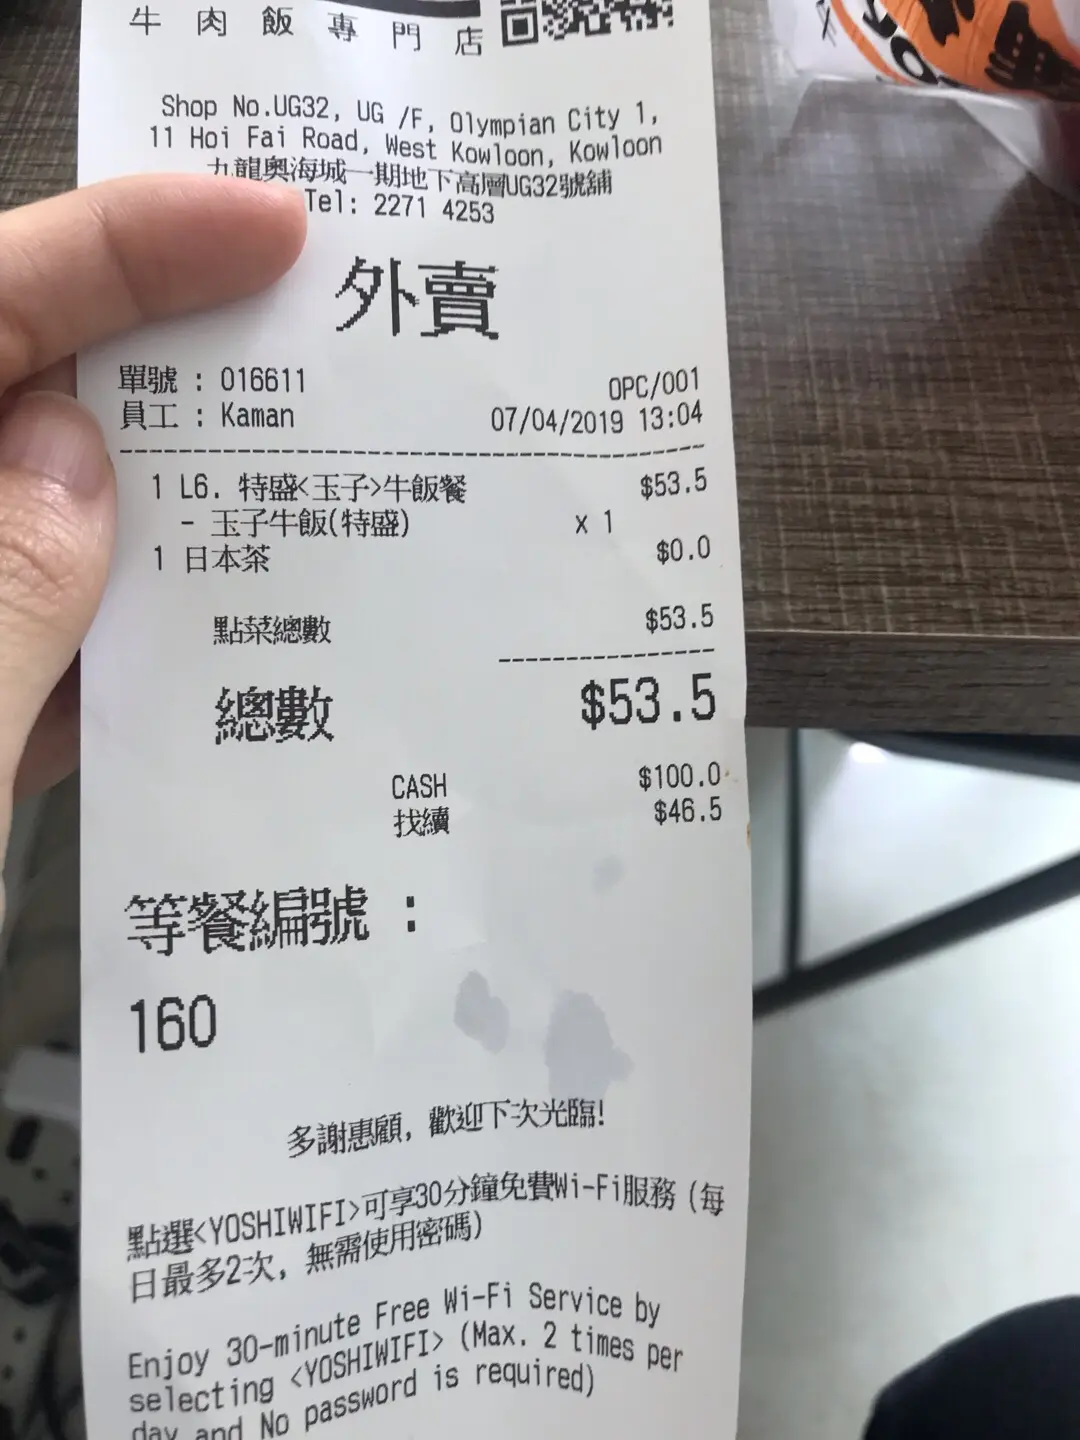 牛肉飯專門店
Shop No.UG32, UG /F, Olympian City 1,
11 Hoi Fai Road, West Kowloon, Kowloon
九龍奧海城一期地下高層UG32號舖
Tel: 2271 4253
外賣
單號 : 016611 OPC/001
員工 : Kaman 07/04/2019 13:04
1 L6. 特盛<玉子>牛飯餐 $53.5
- 玉子牛飯(特盛) x 1
1 日本茶 $0.0
點菜總數 $53.5
總數 $53.5
CASH $100.0
找續 $46.5
等餐編號 :
160
多謝惠顧, 歡迎下次光臨!
點選<YOSHIWIFI>可享30分鐘免費Wi-Fi服務 (每
日最多2次, 無需使用密碼)
Enjoy 30-minute Free Wi-Fi Service by
selecting <YOSHIWIFI> (Max. 2 times per
day and No password is required)